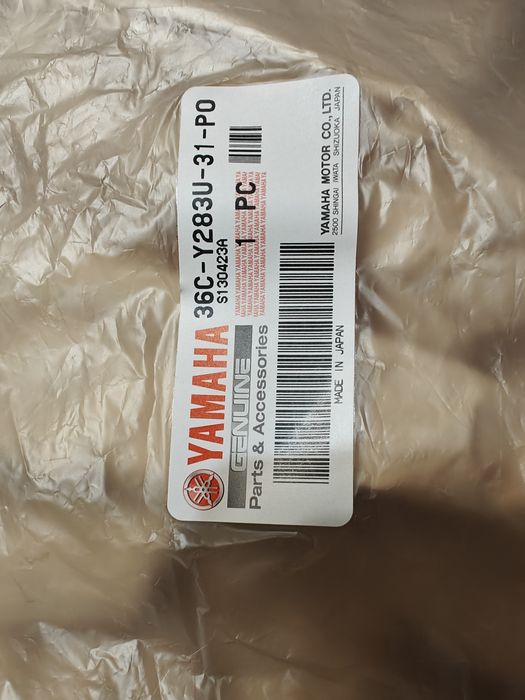 YAMAHA
36C-Y283U-31-P0
S130423A
GENUINE
Parts & Accessories
1 PC
MADE IN JAPAN
YAMAHA MOTOR CO., LTD.
2500 SHINGAI IWATA SHIZUOKA JAPAN